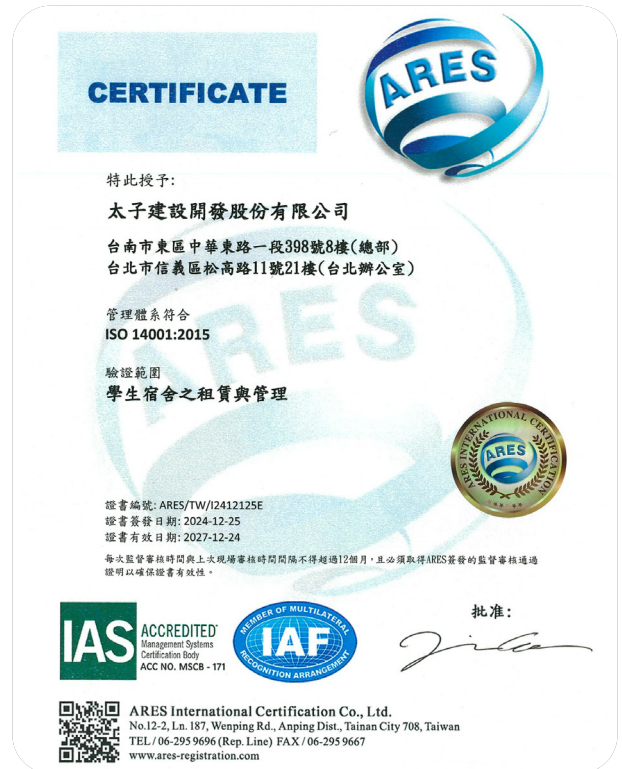 CERTIFICATE
ARES
特此授予:
太子建設開發股份有限公司
台南市東區中華東路一段398號8樓(總部)
台北市信義區松高路11號21樓(台北辦公室)
管理體系符合
ISO 14001:2015
驗證範圍
學生宿舍之租賃與管理
ARES
ARES INTERNATIONAL CERTIFICATION
ARES
證書編號: ARES/TW/I2412125E
證書簽發日期: 2024-12-25
證書有效日期: 2027-12-24
每次監督審核時間與上次現場審核時間間隔不得超過12個月,且必須取得ARES簽發的監督審核通過
證明以確保證書有效性。
批准:
IAS
ACCREDITED
Management Systems
Certification Body
ACC NO. MSCB - 171
MEMBER OF MULTILATERAL
IAF
RECOGNITION ARRANGEMENT
ARES International Certification Co., Ltd.
No.12-2, Ln. 187, Wenping Rd., Anping Dist., Tainan City 708, Taiwan
TEL / 06-295 9696 (Rep. Line) FAX / 06-295 9667
www.ares-registration.com